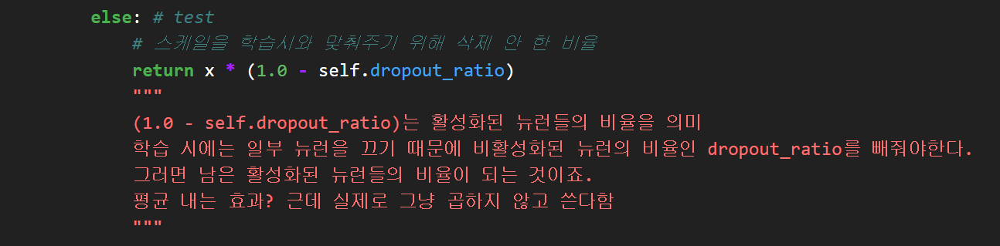 else: # test
# 스케일을 학습시와 맞춰주기 위해 삭제 안 한 비율
return x * (1.0 - self.dropout_ratio)
"""
(1.0 - self.dropout_ratio)는 활성화된 뉴런들의 비율을 의미
학습 시에는 일부 뉴런을 끄기 때문에 비활성화된 뉴런의 비율인 dropout_ratio를 빼줘야한다.
그러면 남은 활성화된 뉴런들의 비율이 되는 것이죠.
평균 내는 효과? 근데 실제로 그냥 곱하지 않고 쓴다함
"""